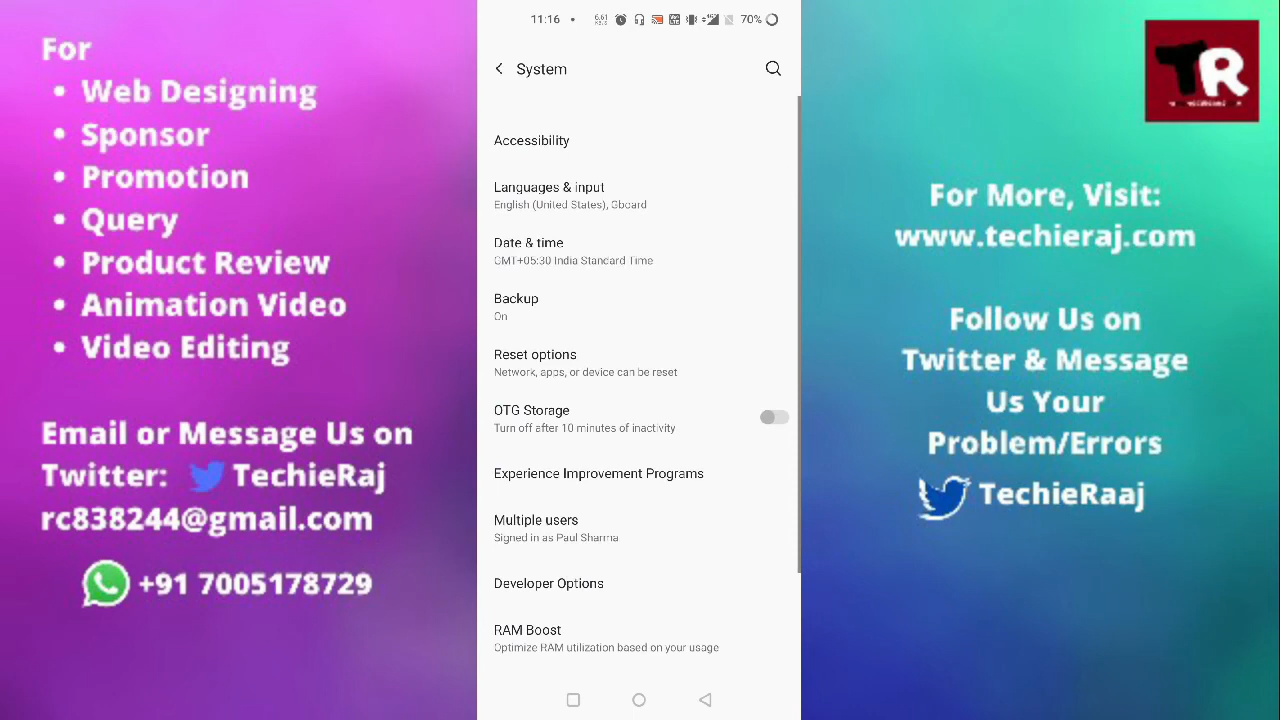 For
• Web Designing
• Sponsor
• Promotion
• Query
• Product Review
• Animation Video
• Video Editing
Email or Message Us on
Twitter: TechieRaj
rc838244@gmail.com
+91 7005178729
11:16 • 70%
System
Accessibility
Languages & input
English (United States), Gboard
Date & time
GMT+05:30 India Standard Time
Backup
On
Reset options
Network, apps, or device can be reset
OTG Storage
Turn off after 10 minutes of inactivity
Experience Improvement Programs
Multiple users
Signed in as Paul Sharma
Developer Options
RAM Boost
Optimize RAM utilization based on your usage
TR
For More, Visit:
www.techieraj.com
Follow Us on
Twitter & Message
Us Your
Problem/Errors
TechieRaaj